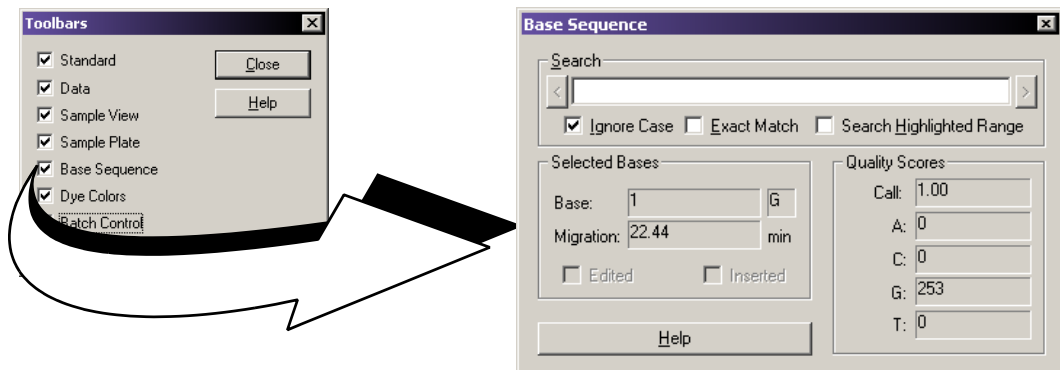 Toolbars
Standard
Data
Sample View
Sample Plate
Base Sequence
Dye Colors
Batch Control
Close
Help
Base Sequence
Search
< >
Ignore Case Exact Match Search Highlighted Range
Selected Bases
Base: 1 G
Migration: 22.44 min
Edited Inserted
Help
Quality Scores
Call: 1.00
A: 0
C: 0
G: 253
T: 0